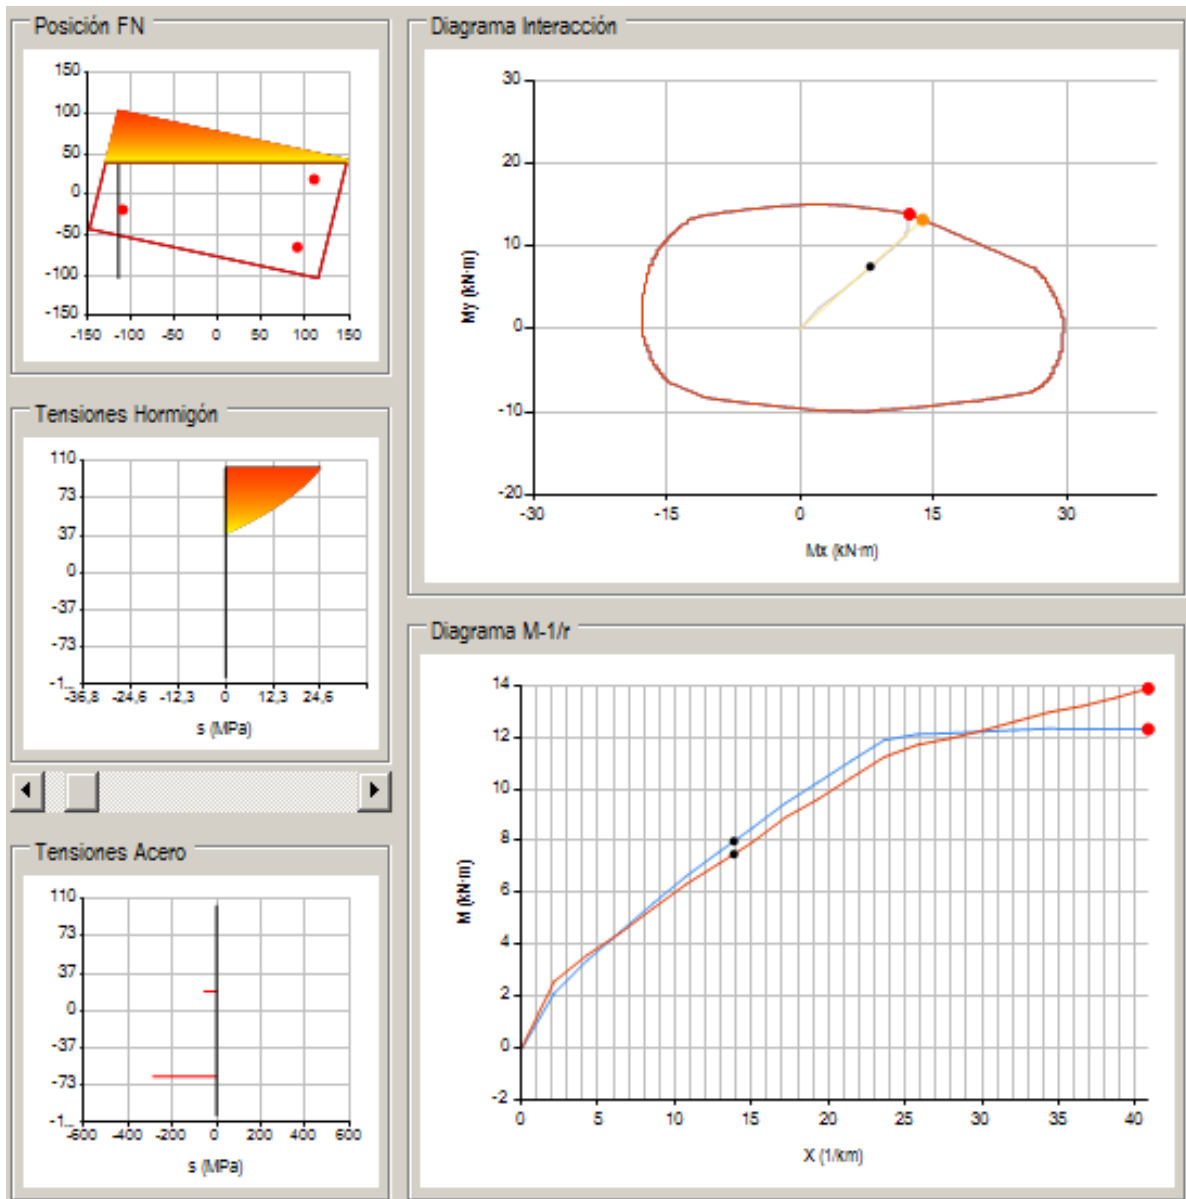 Posición FN
150
100
50
0
-50
-100
-150
-150 -100 -50 0 50 100 150
Diagrama Interacción
30
20
10
0
-10
-20
My (kN·m)
-30 -15 0 15 30
Mx (kN·m)
Tensiones Hormigón
110
73
37
0
-37
-73
-1...
-36,8 -24,6 -12,3 0 12,3 24,6
s (MPa)
Diagrama M-1/r
14
12
10
8
6
4
2
0
-2
M (kN·m)
0 5 10 15 20 25 30 35 40
X (1/km)
Tensiones Acero
110
73
37
0
-37
-73
-1...
-600 -400 -200 0 200 400 600
s (MPa)